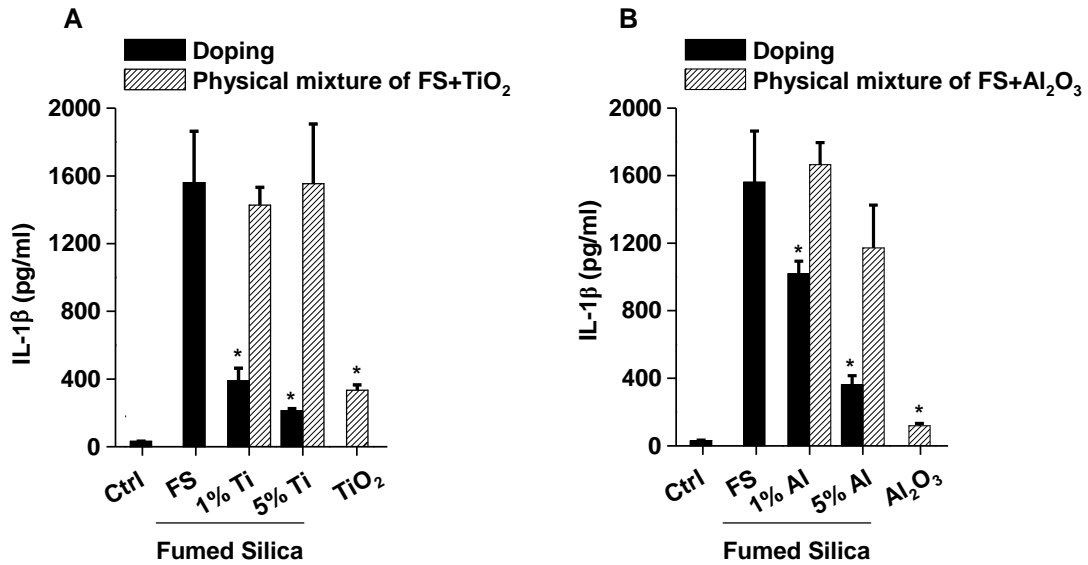 A
Doping
Physical mixture of FS+TiO₂
2000
1600
1200
800
400
0
IL-1β (pg/ml)
*
*
*
Ctrl
FS
1% Ti
5% Ti
TiO₂
Fumed Silica
B
Doping
Physical mixture of FS+Al₂O₃
2000
1600
1200
800
400
0
IL-1β (pg/ml)
*
*
*
Ctrl
FS
1% Al
5% Al
Al₂O₃
Fumed Silica